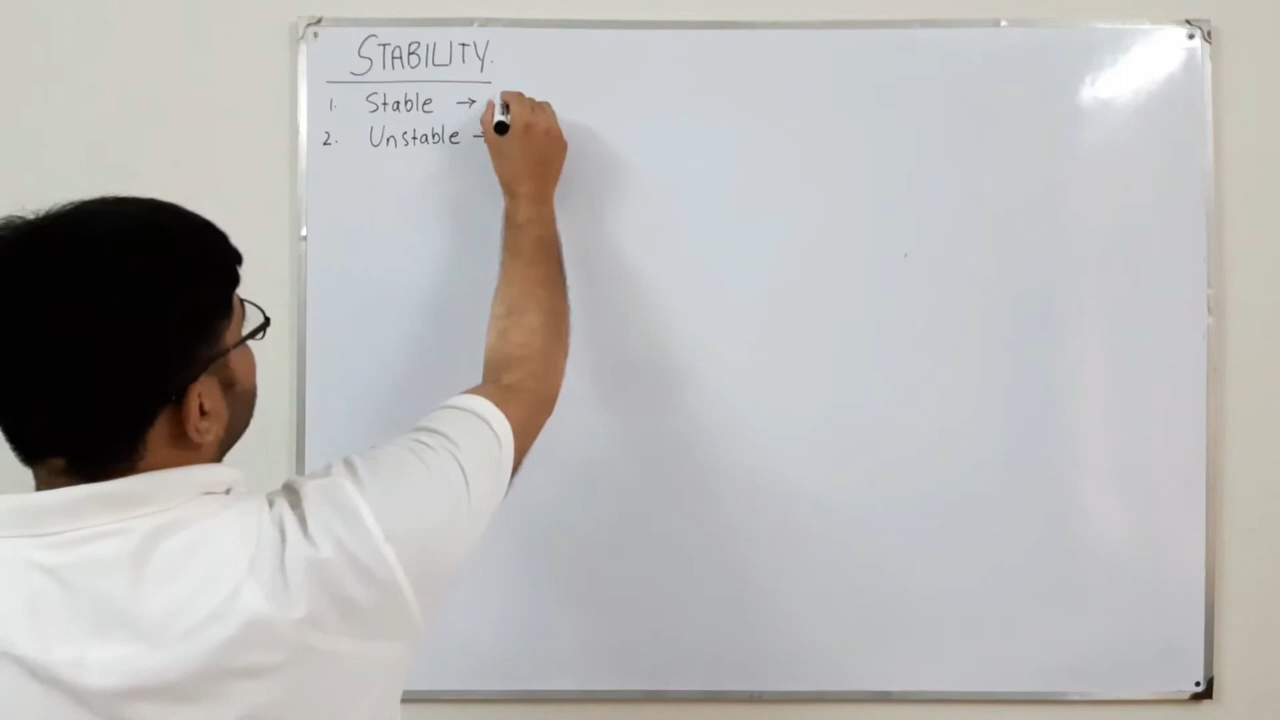 STABILITY.
1. Stable →
2. Unstable →